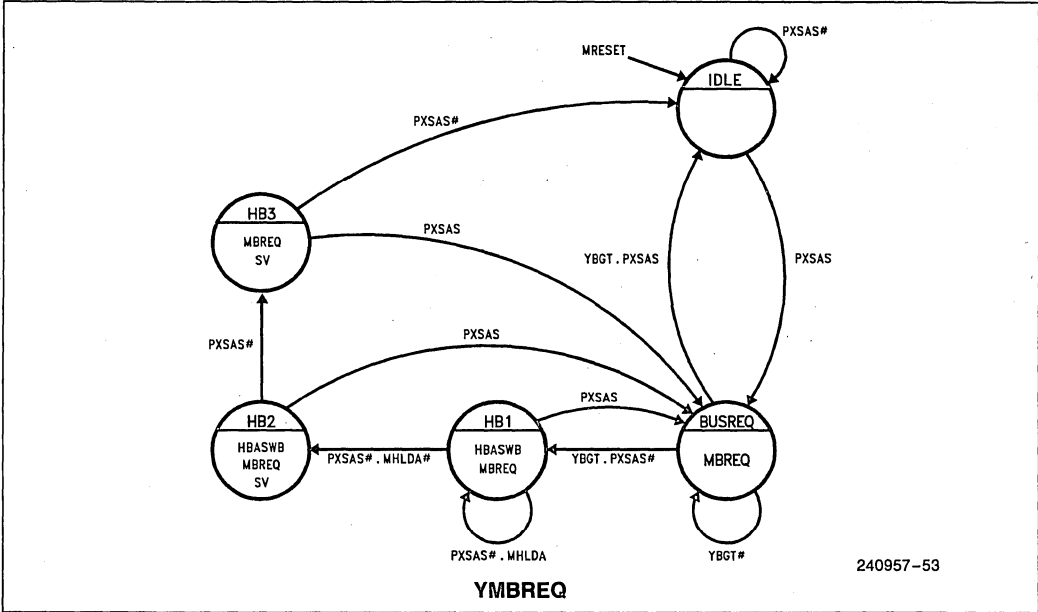 PXSAS#
MRESET
IDLE
PXSAS#
HB3
MBREQ
SV
PXSAS
YBGT.PXSAS
PXSAS
PXSAS#
PXSAS
PXSAS
HB2
HBASWB
MBREQ
SV
PXSAS#.MHLDA#
HB1
HBASWB
MBREQ
YBGT.PXSAS#
BUSREQ
MBREQ
PXSAS#.MHLDA
YBGT#
240957-53
YMBREQ